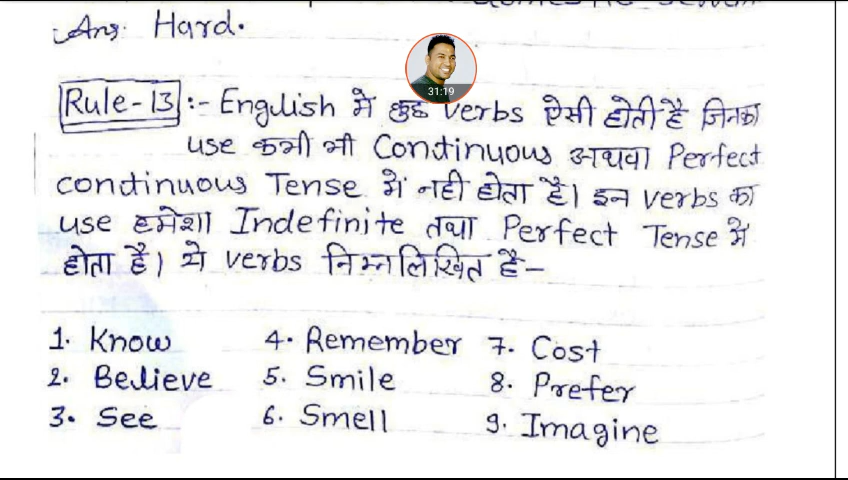 Ans. Hard.
31:19
Rule-13 :- English में कुछ verbs ऐसी होती है जिनका
use कभी भी Continuous अथवा Perfect
continuous Tense में नही होता है। इन verbs का
use हमेशा Indefinite तथा Perfect Tense में
होता है। ये verbs निम्नलिखित है–
1. Know 4. Remember 7. Cost
2. Believe 5. Smile 8. Prefer
3. See 6. Smell 9. Imagine